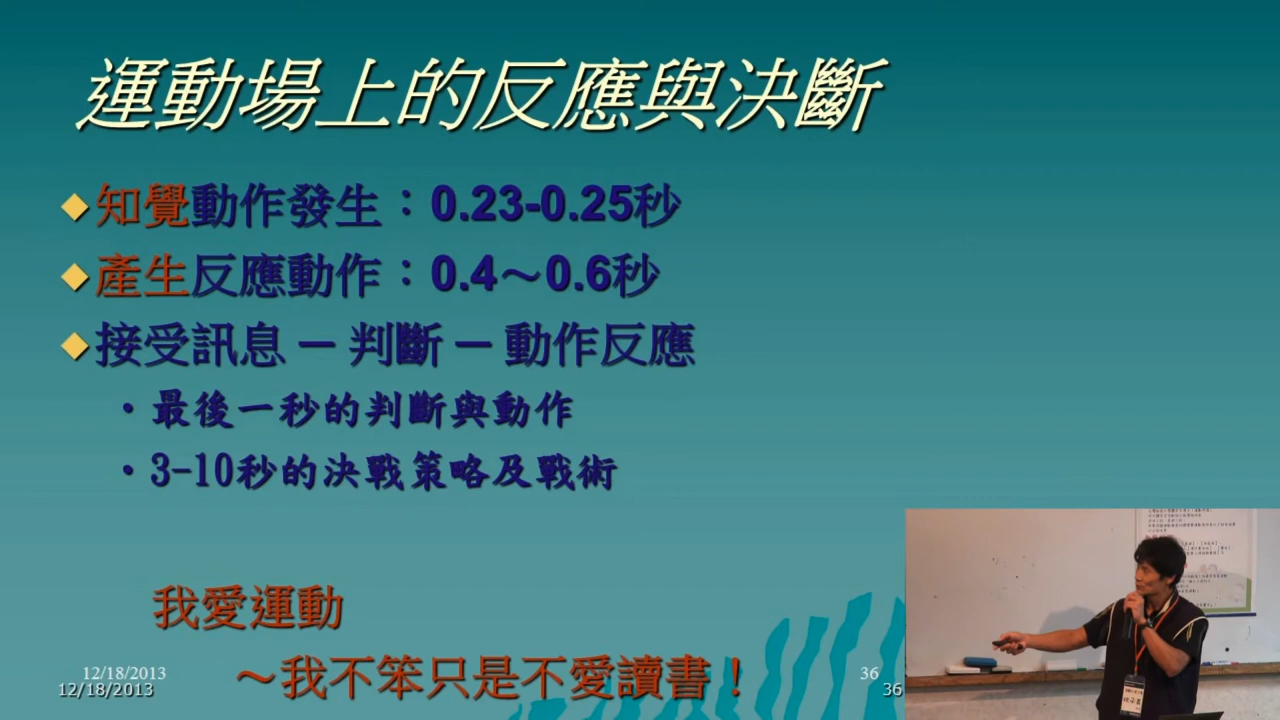 運動場上的反應與決斷
知覺動作發生：0.23-0.25秒
產生反應動作：0.4～0.6秒
接受訊息 － 判斷 － 動作反應
・最後一秒的判斷與動作
・3-10秒的決戰策略及戰術
我愛運動
～我不笨只是不愛讀書！
12/18/2013
36
12/18/2013
36